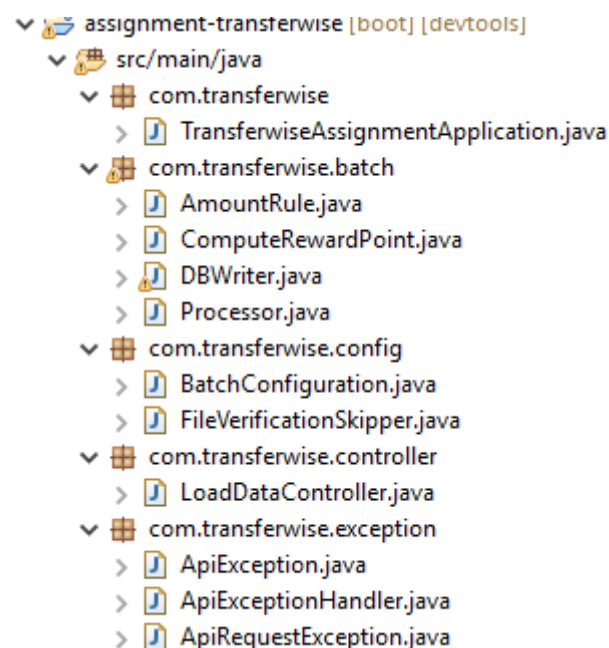 assignment-transferwise [boot] [devtools]
src/main/java
com.transferwise
TransferwiseAssignmentApplication.java
com.transferwise.batch
AmountRule.java
ComputeRewardPoint.java
DBWriter.java
Processor.java
com.transferwise.config
BatchConfiguration.java
FileVerificationSkipper.java
com.transferwise.controller
LoadDataController.java
com.transferwise.exception
ApiException.java
ApiExceptionHandler.java
ApiRequestException.java